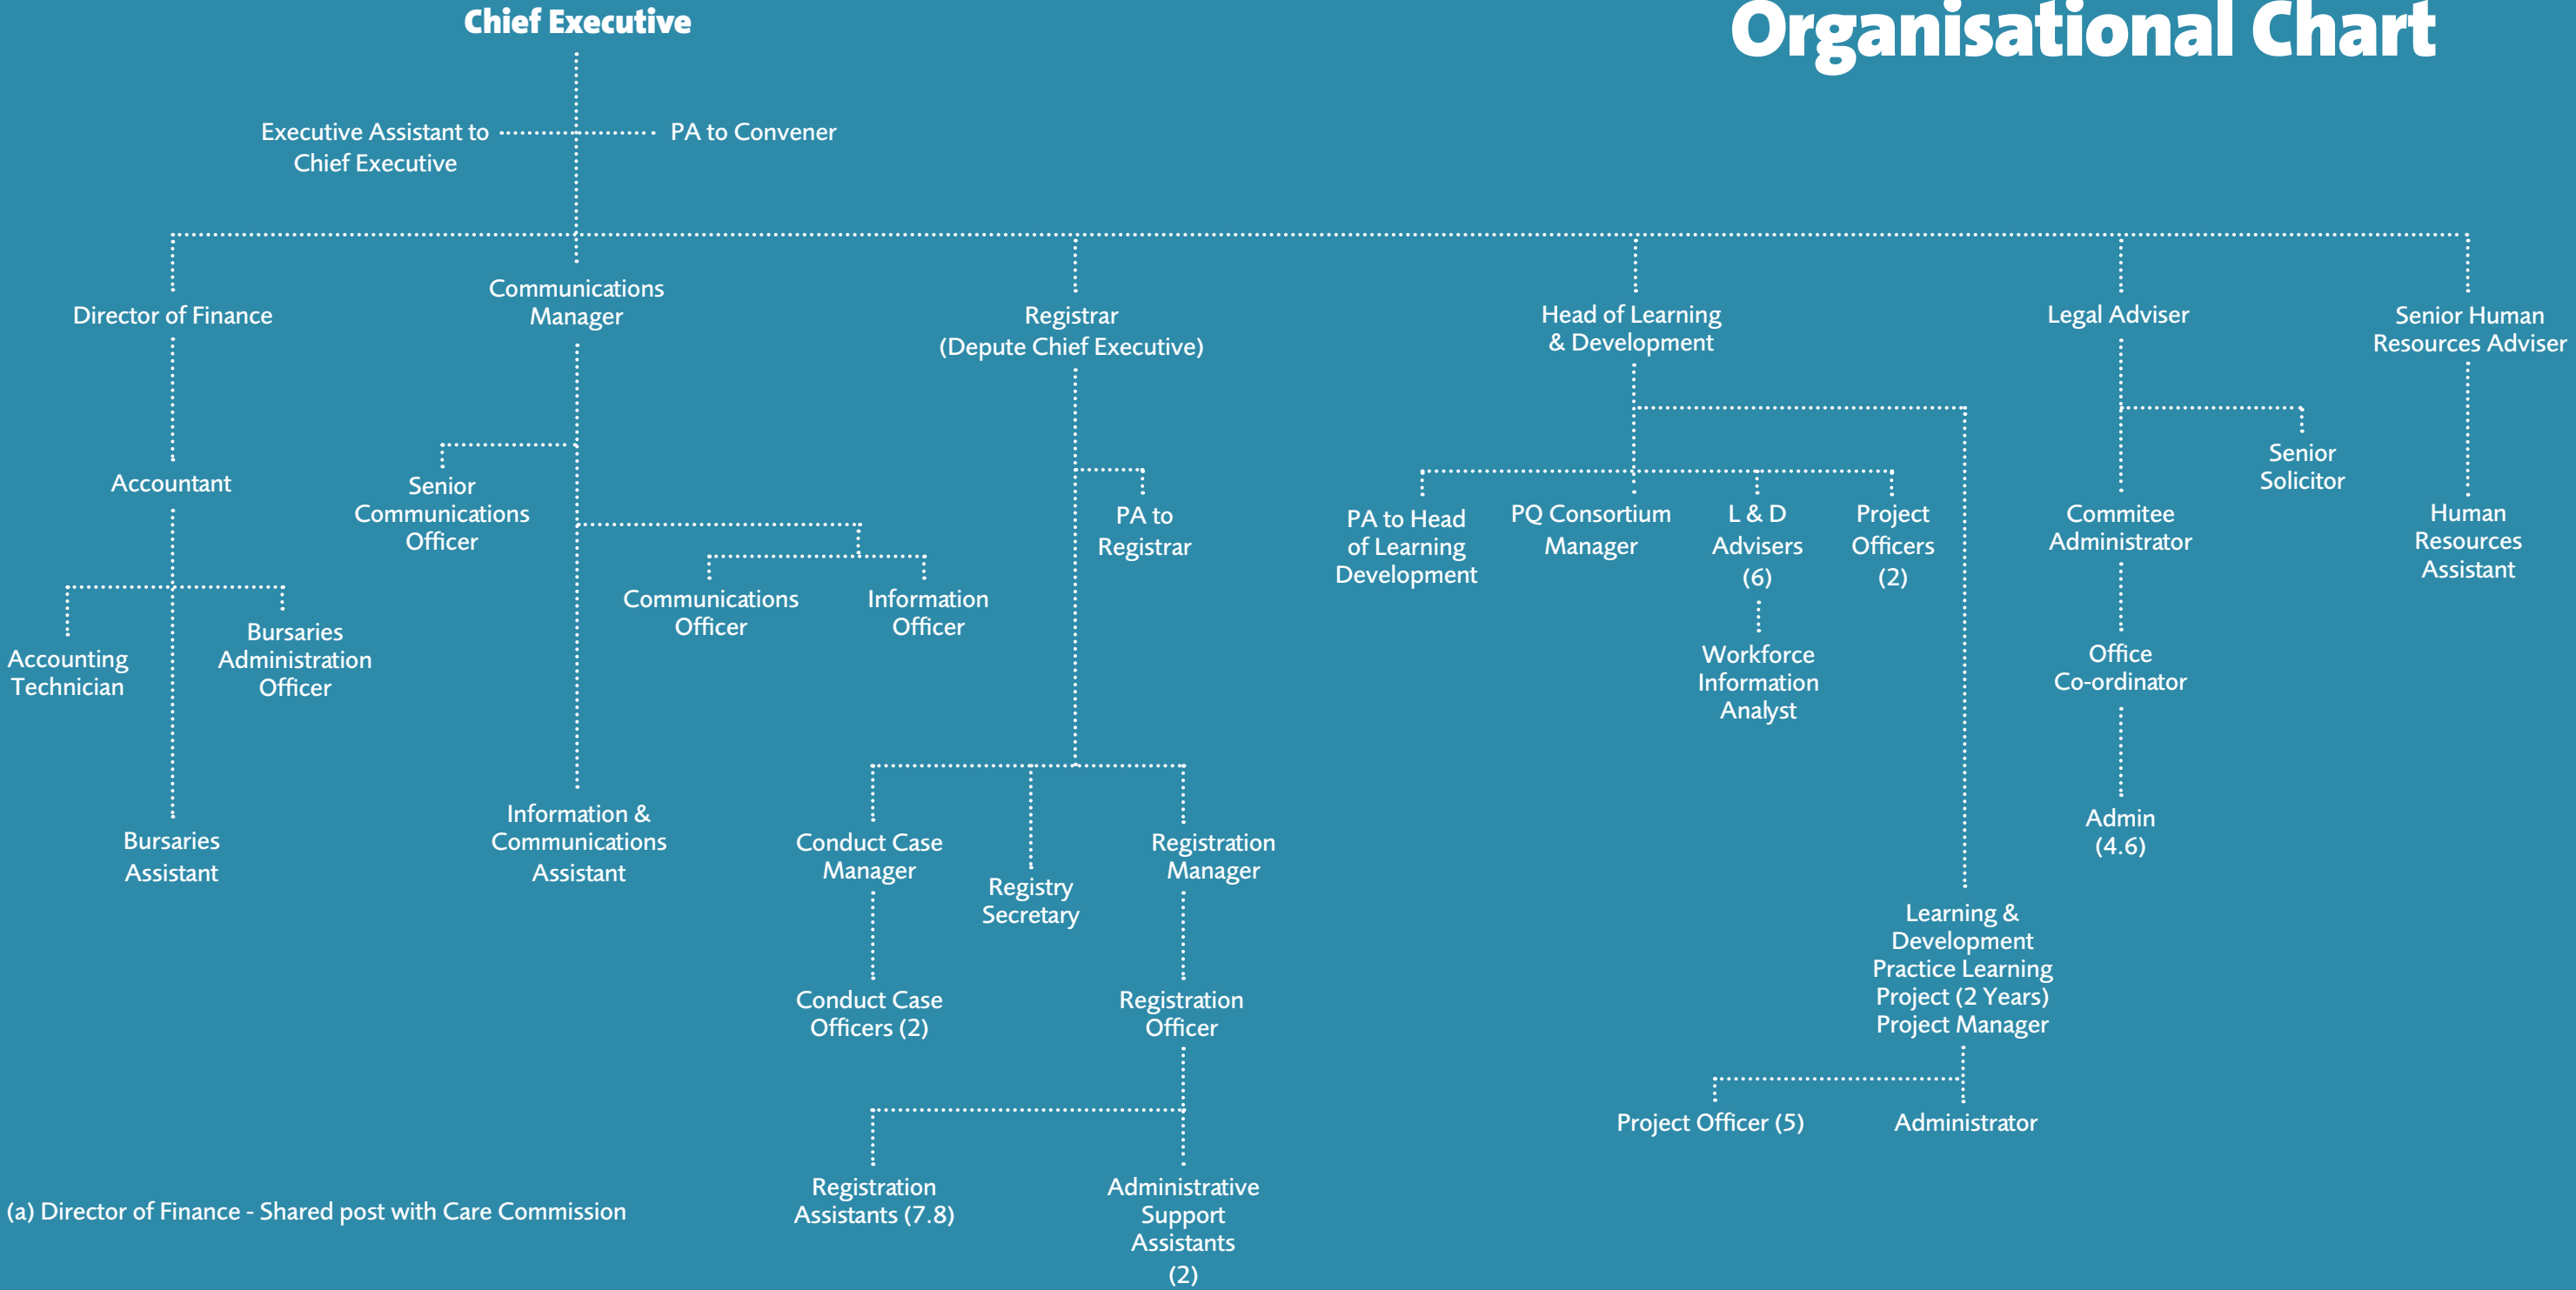 Organisational Chart
Chief Executive
Executive Assistant to
Chief Executive
PA to Convener
Director of Finance
Communications
Manager
Registrar
(Depute Chief Executive)
Head of Learning
& Development
Legal Adviser
Senior Human
Resources Adviser
Accountant
Senior
Communications
Officer
PA to
Registrar
PA to Head
of Learning
Development
PQ Consortium
Manager
L & D
Advisers
(6)
Project
Officers
(2)
Commitee
Administrator
Senior
Solicitor
Human
Resources
Assistant
Communications
Officer
Information
Officer
Accounting
Technician
Bursaries
Administration
Officer
Workforce
Information
Analyst
Office
Co-ordinator
Bursaries
Assistant
Information &
Communications
Assistant
Conduct Case
Manager
Registry
Secretary
Registration
Manager
Admin
(4.6)
Learning &
Development
Practice Learning
Project (2 Years)
Project Manager
Conduct Case
Officers (2)
Registration
Officer
Project Officer (5)
Administrator
Registration
Assistants (7.8)
Administrative
Support
Assistants
(2)
(a) Director of Finance - Shared post with Care Commission